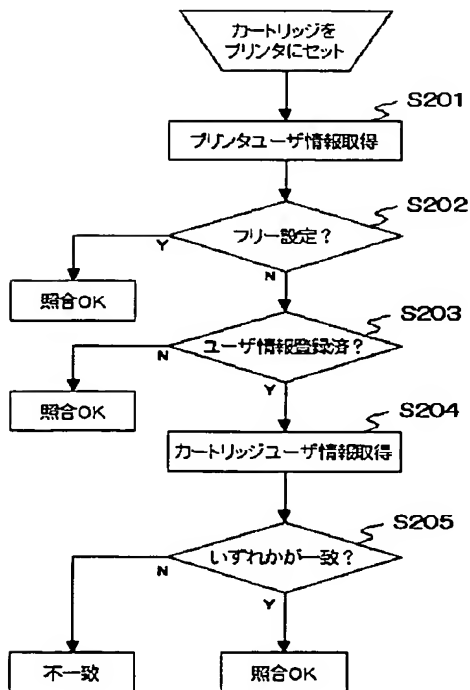 カートリッジを
プリンタにセット
S201
プリンタユーザ情報取得
S202
フリー設定?
Y
N
照合OK
S203
ユーザ情報登録済?
N
Y
照合OK
S204
カートリッジユーザ情報取得
S205
いずれかが一致?
N
Y
不一致
照合OK